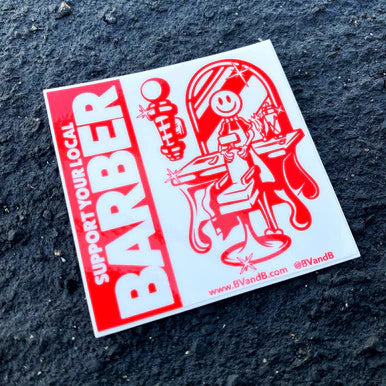 SUPPORT YOUR LOCAL
BARBER
www.BVandB.com @BVandB